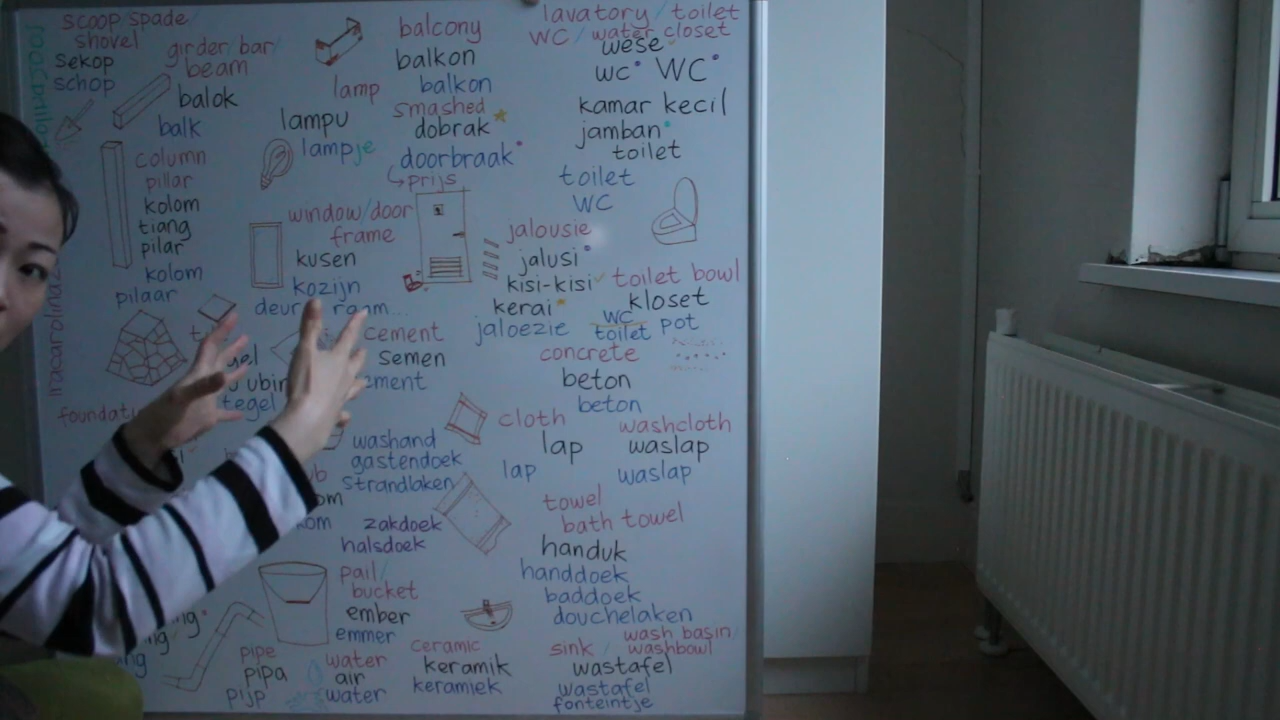 scoop spade/
shovel
sekop
schop
girder/bar/
beam
balok
balk
column
pillar
kolom
tiang
pilar
kolom
pilaar
lamp
lampu
lampje
window/door
frame
kusen
kozijn
deur raam...
balcony
balkon
balkon
smashed
dobrak
doorbraak
prijs
lavatory/toilet
WC/water closet
wese
wc WC
kamar kecil
jamban
toilet
toilet
WC
jalousie
jalusi
kisi-kisi
kerai
jaloezie
toilet bowl
kloset
WC
toilet pot
cement
semen
tegel
concrete
beton
beton
washand
gastendoek
strandlaken
zakdoek
halsdoek
cloth
lap
lap
washcloth
waslap
waslap
towel
bath towel
handuk
handdoek
baddoek
douchelaken
pail/
bucket
ember
emmer
pipe
pipa
pijp
water
air
water
ceramic
keramik
keramiek
sink/wash basin/
washbowl
wastafel
wastafel
fonteintje